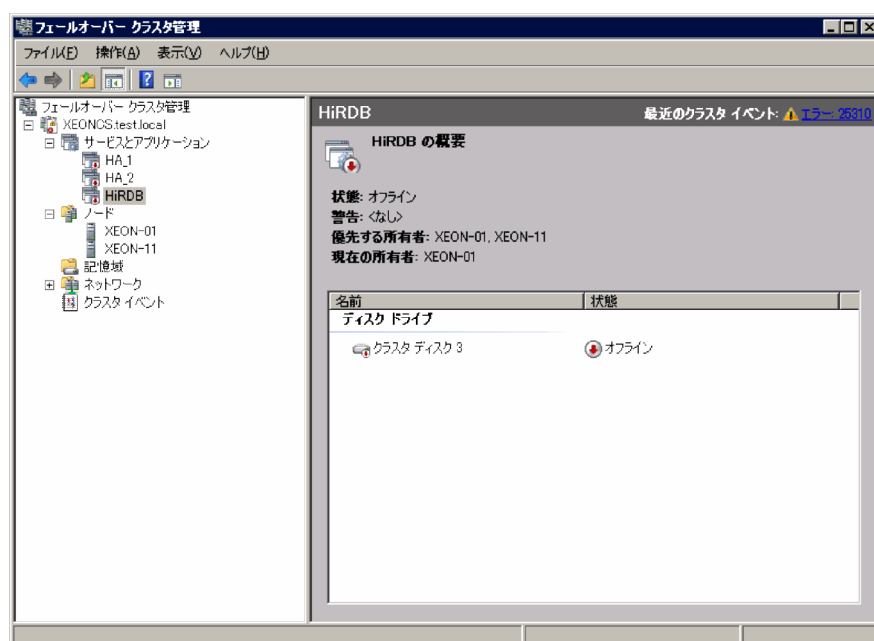 フェールオーバー クラスタ管理
ファイル(F) 操作(A) 表示(V) ヘルプ(H)
フェールオーバー クラスタ管理
XEONCS.test.local
サービスとアプリケーション
HA_1
HA_2
HiRDB
ノード
XEON-01
XEON-11
記憶域
ネットワーク
クラスタ イベント
HiRDB 最近のクラスタ イベント: エラー: 25310
HiRDB の概要
状態: オフライン
警告: <なし>
優先する所有者: XEON-01, XEON-11
現在の所有者: XEON-01
名前 状態
ディスク ドライブ
クラスタ ディスク 3 オフライン